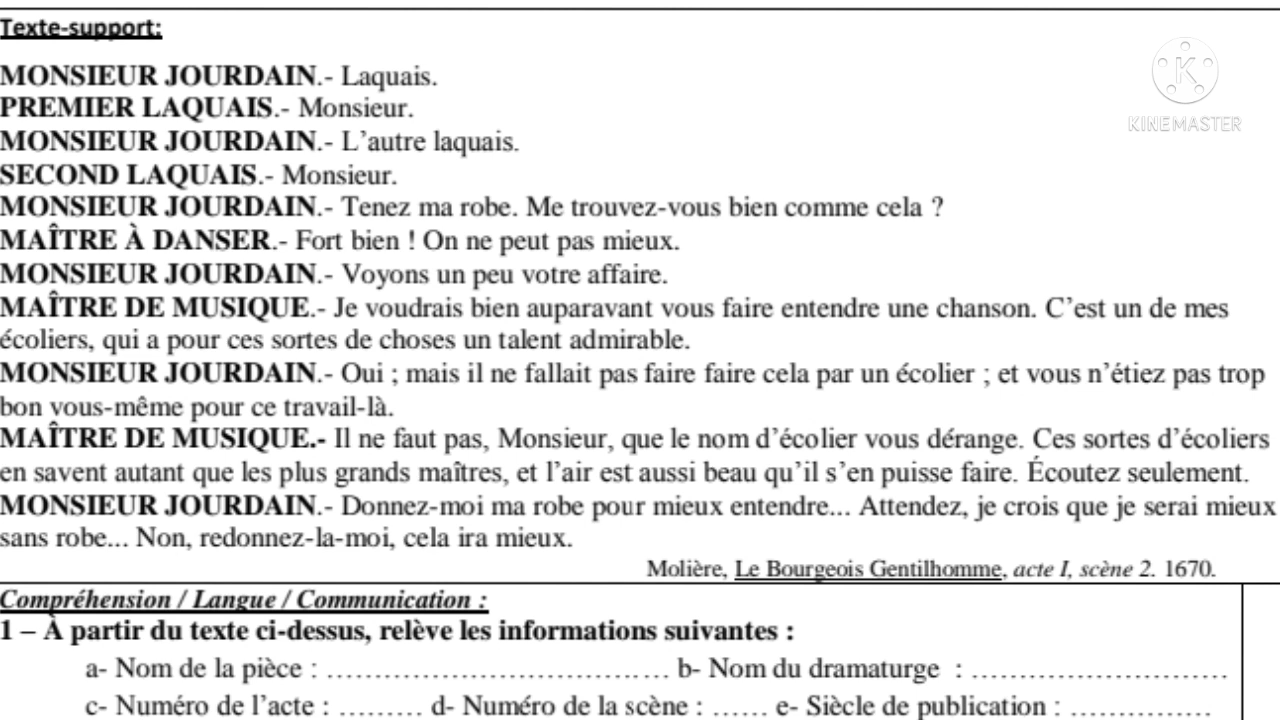 Texte-support:
KINEMASTER
MONSIEUR JOURDAIN.- Laquais.
PREMIER LAQUAIS.- Monsieur.
MONSIEUR JOURDAIN.- L’autre laquais.
SECOND LAQUAIS.- Monsieur.
MONSIEUR JOURDAIN.- Tenez ma robe. Me trouvez-vous bien comme cela ?
MAÎTRE À DANSER.- Fort bien ! On ne peut pas mieux.
MONSIEUR JOURDAIN.- Voyons un peu votre affaire.
MAÎTRE DE MUSIQUE.- Je voudrais bien auparavant vous faire entendre une chanson. C’est un de mes
écoliers, qui a pour ces sortes de choses un talent admirable.
MONSIEUR JOURDAIN.- Oui ; mais il ne fallait pas faire faire cela par un écolier ; et vous n’étiez pas trop
bon vous-même pour ce travail-là.
MAÎTRE DE MUSIQUE.- Il ne faut pas, Monsieur, que le nom d’écolier vous dérange. Ces sortes d’écoliers
en savent autant que les plus grands maîtres, et l’air est aussi beau qu’il s’en puisse faire. Écoutez seulement.
MONSIEUR JOURDAIN.- Donnez-moi ma robe pour mieux entendre... Attendez, je crois que je serai mieux
sans robe... Non, redonnez-la-moi, cela ira mieux.
Molière, Le Bourgeois Gentilhomme, acte I, scène 2. 1670.
Compréhension / Langue / Communication :
1 – À partir du texte ci-dessus, relève les informations suivantes :
a- Nom de la pièce : ………………………………. b- Nom du dramaturge : ……………………….
c- Numéro de l’acte : ……… d- Numéro de la scène : …… e- Siècle de publication : ……………